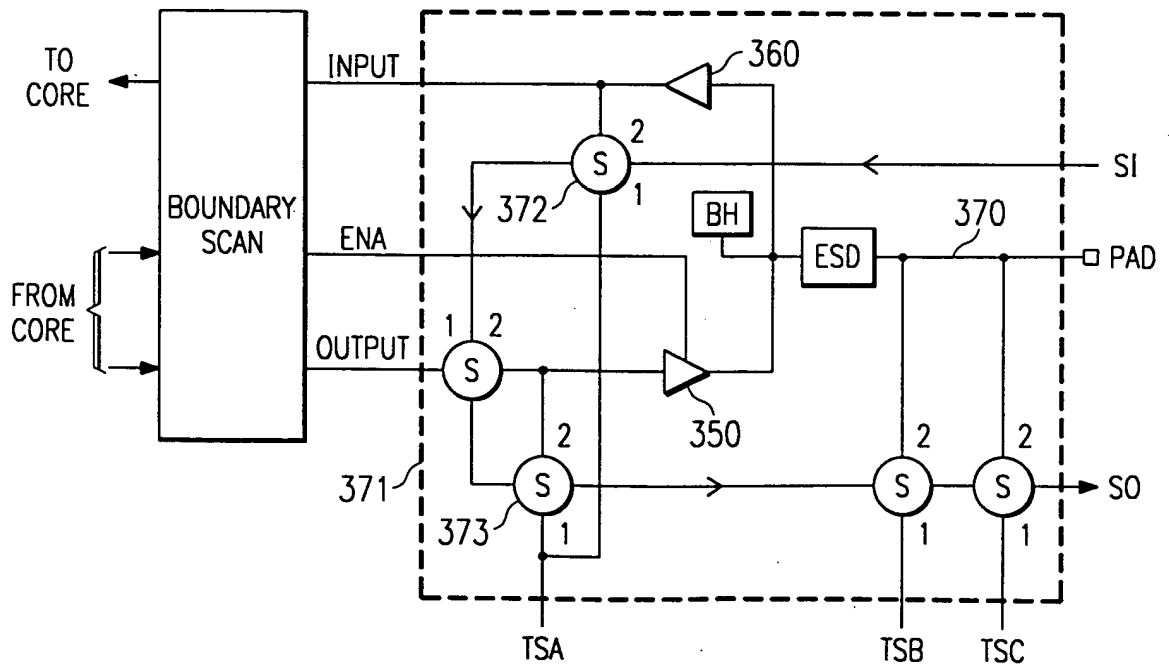 TO
CORE
BOUNDARY
SCAN
FROM
CORE
INPUT
ENA
OUTPUT
360
2
S
1
372
SI
BH
ESD
370
PAD
1
2
S
350
371
2
S
1
373
2
S
1
2
S
1
SO
TSA
TSB
TSC